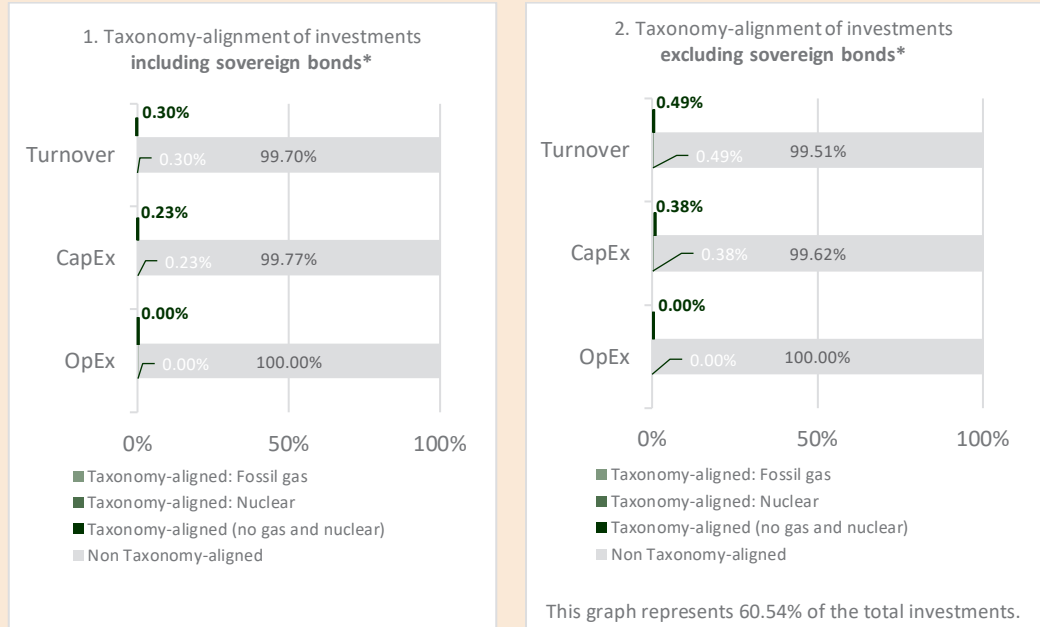 1. Taxonomy-alignment of investments
including sovereign bonds*
0.30%
Turnover
0.30%
99.70%
0.23%
CapEx
0.23%
99.77%
0.00%
OpEx
0.00%
100.00%
0%
50%
100%
Taxonomy-aligned: Fossil gas
Taxonomy-aligned: Nuclear
Taxonomy-aligned (no gas and nuclear)
Non Taxonomy-aligned
2. Taxonomy-alignment of investments
excluding sovereign bonds*
0.49%
Turnover
0.49%
99.51%
0.38%
CapEx
0.38%
99.62%
0.00%
OpEx
0.00%
100.00%
0%
50%
100%
Taxonomy-aligned: Fossil gas
Taxonomy-aligned: Nuclear
Taxonomy-aligned (no gas and nuclear)
Non Taxonomy-aligned
This graph represents 60.54% of the total investments.